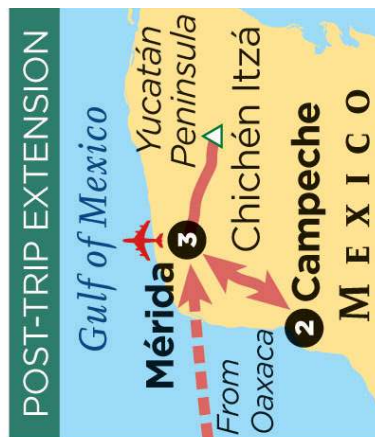 POST-TRIP EXTENSION
Gulf of Mexico
Yucatán
Peninsula
Mérida
3
Chichén Itzá
From
Oaxaca
2
Campeche
MEXICO